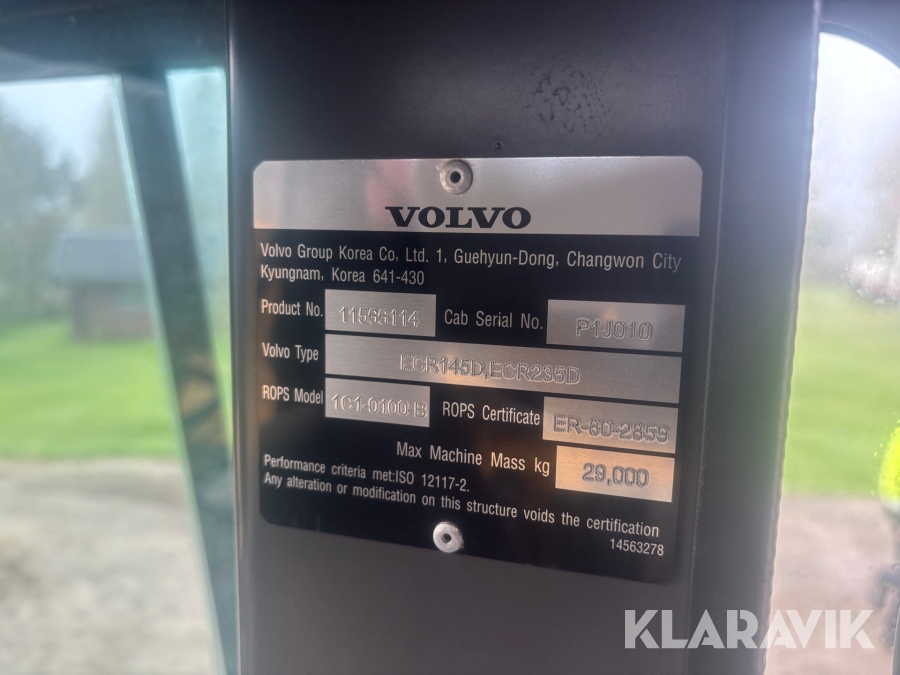 VOLVO
Volvo Group Korea Co, Ltd. 1, Guehyun-Dong, Changwon City
Kyungnam, Korea 641-430
Product No. 11566114 Cab Serial No. P1J010
Volvo Type ECR145D,ECR235D
ROPS Model 1C1-0100-B ROPS Certificate ER-80-2859
Max Machine Mass kg 29,000
Performance criteria met:ISO 12117-2.
Any alteration or modification on this structure voids the certification
14563278
KLARAVIK